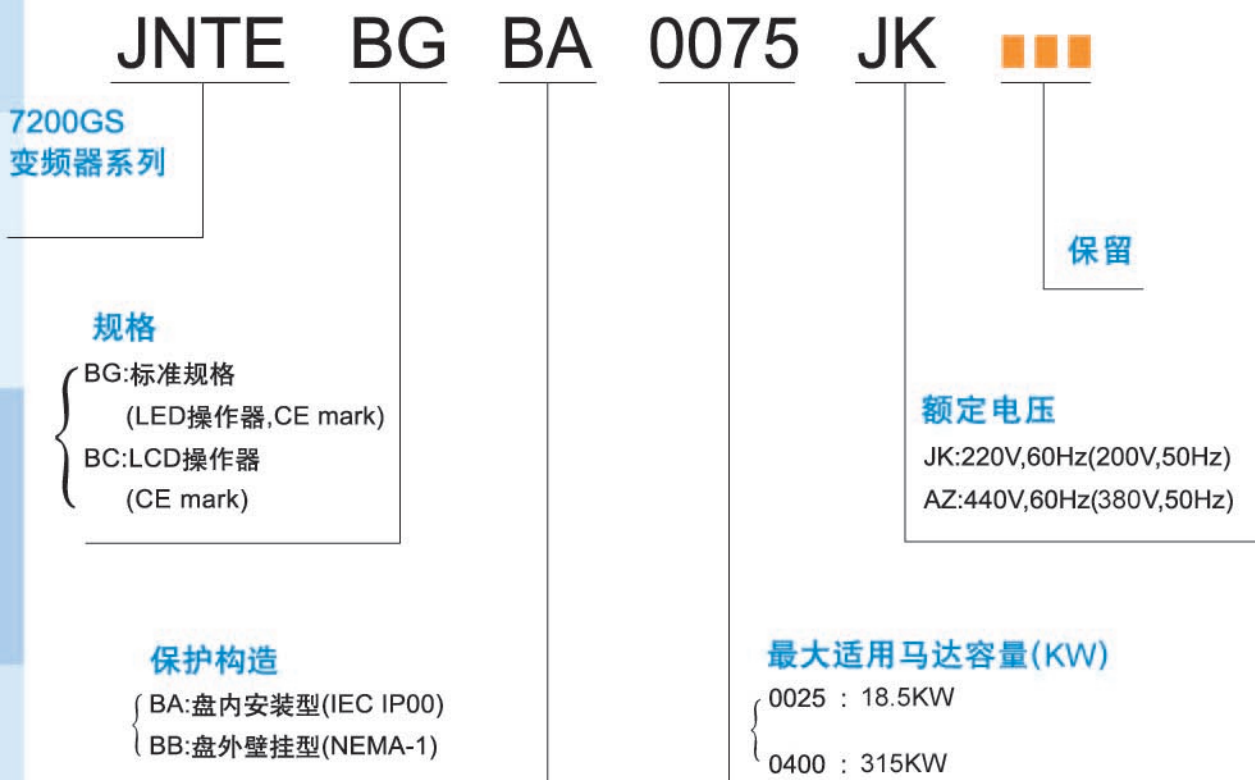 JNTE BG BA 0075 JK
7200GS
变频器系列
保留
规格
BG:标准规格
(LED操作器,CE mark)
BC:LCD操作器
(CE mark)
额定电压
JK:220V,60Hz(200V,50Hz)
AZ:440V,60Hz(380V,50Hz)
保护构造
BA:盘内安装型(IEC IP00)
BB:盘外壁挂型(NEMA-1)
最大适用马达容量(KW)
0025 : 18.5KW
0400 : 315KW